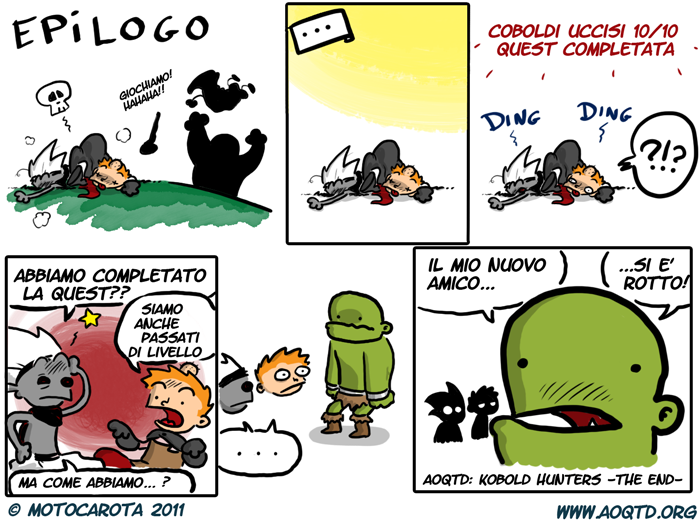 EPILOGO
GIOCHIAMO!
HAHAHA!!
...
COBOLDI UCCISI 10/10
QUEST COMPLETATA
DING
DING
?!?
ABBIAMO COMPLETATO
LA QUEST??
SIAMO
ANCHE
PASSATI
DI LIVELLO
MA COME ABBIAMO... ?
...
IL MIO NUOVO
AMICO...
...SI E'
ROTTO!
AOQTD: KOBOLD HUNTERS -THE END-
© MOTOCAROTA 2011
WWW.AOQTD.ORG